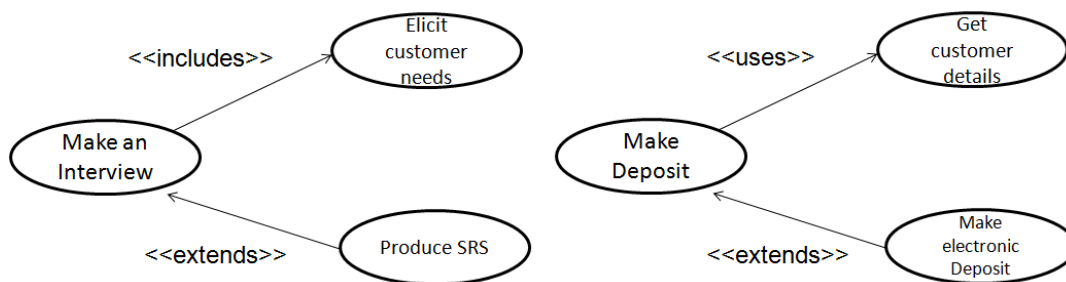 Elicit
customer
needs
<<includes>>
Make an
Interview
<<extends>>
Produce SRS
Get
customer
details
<<uses>>
Make
Deposit
<<extends>>
Make
electronic
Deposit